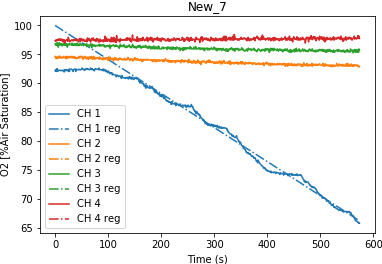 New_7
O2 [%Air Saturation]
100
95
90
85
80
75
70
65
CH 1
CH 1 reg
CH 2
CH 2 reg
CH 3
CH 3 reg
CH 4
CH 4 reg
0
100
200
300
400
500
600
Time (s)